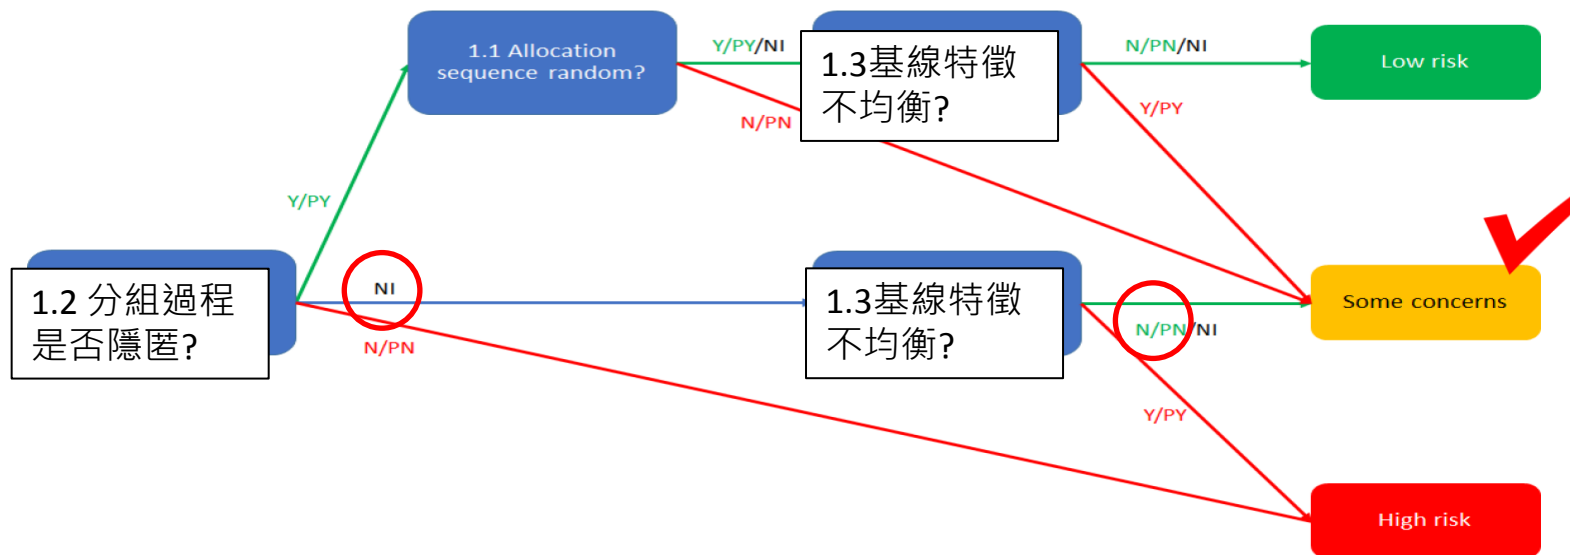 1.1 Allocation
sequence random?
Y/PY/NI
1.3基線特徵
不均衡?
N/PN/NI
Low risk
N/PN
Y/PY
Y/PY
1.2 分組過程
是否隱匿?
NI
N/PN
1.3基線特徵
不均衡?
N/PN/NI
Some concerns
Y/PY
High risk